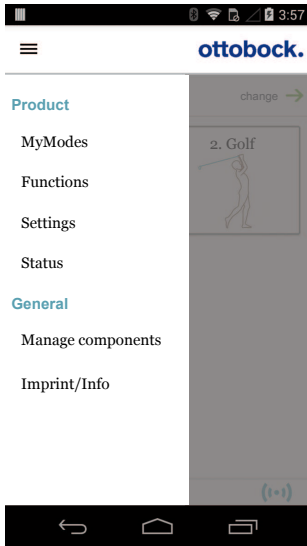 3:57
ottobock.
Product
change
MyModes
2. Golf
Functions
Settings
Status
General
Manage components
Imprint/Info